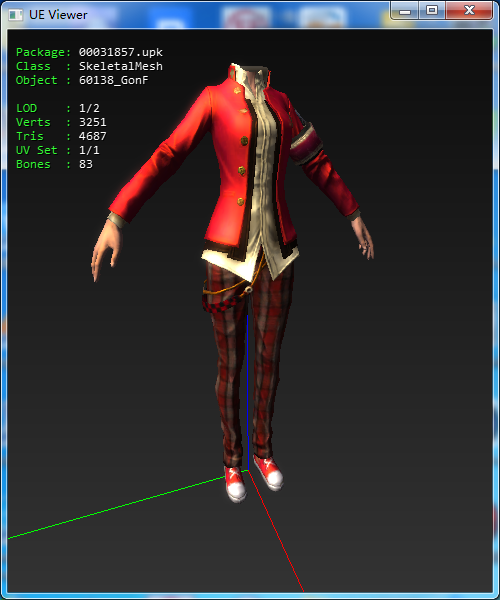 UE Viewer
Package: 00031857.upk
Class  : SkeletalMesh
Object : 60138_GonF
LOD    : 1/2
Verts  : 3251
Tris   : 4687
UV Set : 1/1
Bones  : 83